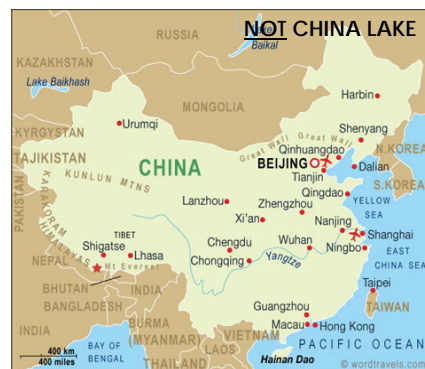 NOT CHINA LAKE
RUSSIA
Lake
Baikal
KAZAKHSTAN
Lake Baikhash
MONGOLIA
Harbin
Urumqi
KYRGYSTAN
Shenyang
Great Wall Great Wall
Qinhuangdao
N.KOREA
TAJIKISTAN
CHINA
BEIJING
Dalian
KUNLUN MTNS
Tianjin
S.KOREA
PAKISTAN
KARAKORAM
Qingdao
YELLOW
SEA
Lanzhou
Zhengzhou
Xi'an
HIMALAYAS
TIBET
Nanjing
Shanghai
Shigatse
Lhasa
Chengdu
Wuhan
Ningbo
EAST
CHINA SEA
NEPAL
Mt Everest
Chongqing
Yangtze
BHUTAN
INDIA
Taipei
BANGLADESH
TAIWAN
Guangzhou
INDIA
BURMA
(MYANMAR)
VIETNAM
Macau
Hong Kong
LAOS
PACIFIC OCEAN
BAY OF
BENGAL
400 km
400 miles
THAILAND
Hainan Dao
© wordtravels.com